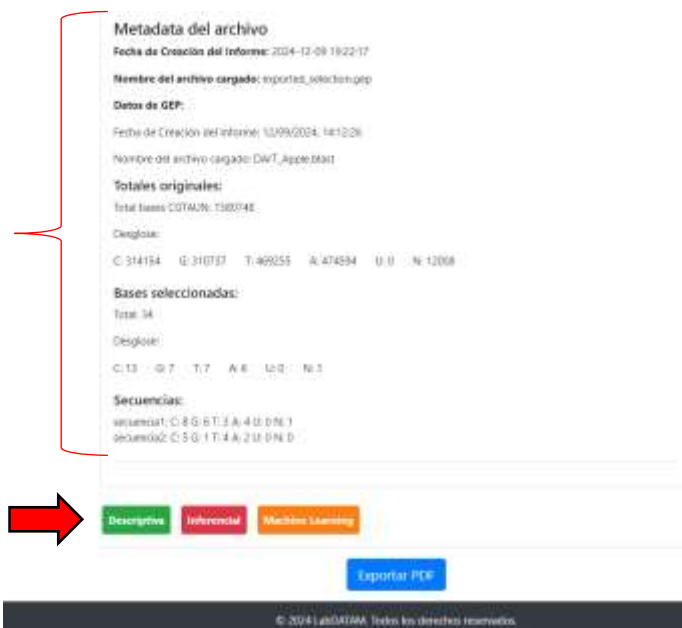 Metadata del archivo
Fecha de Creación del Informe: 2024-12-09 19:22:17
Nombre del archivo cargado: exported_selection.gep
Datos de GEP:
Fecha de Creación del Informe: 12/09/2024, 14:12:26
Nombre del archivo cargado: Apple.blast
Totales originales:
Total bases CGTAUN: 1580748
Desglose:
C: 314154 G: 310737 T: 469255 A: 474594 U: 0 N: 12008
Bases seleccionadas:
Total: 34
Desglose:
C: 13 G: 7 T: 7 A: 6 U: 0 N: 1
Secuencias:
secuencia1: C: 8 G: 6 T: 3 A: 4 U: 0 N: 1
secuencia2: C: 5 G: 1 T: 4 A: 2 U: 0 N: 0
Descriptiva Inferencial Machine Learning
Exportar PDF
© 2024 LabDATAM. Todos los derechos reservados.